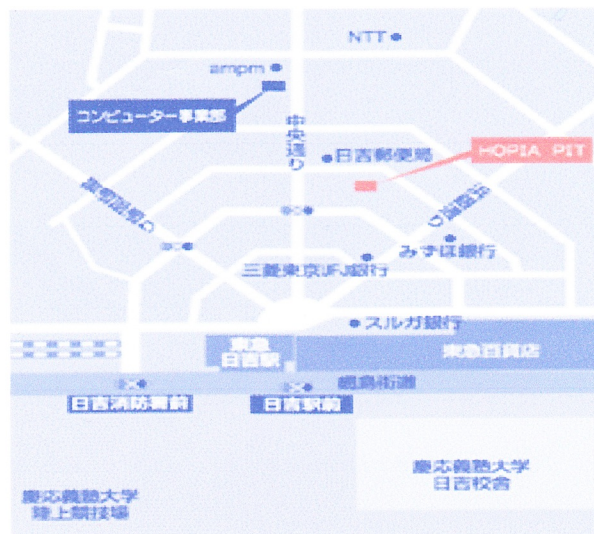 NTT
ampm
コンピューター事業部
中央通り
日吉郵便局
HOPIA PIT
みずほ銀行
三菱東京UFJ銀行
スルガ銀行
東急
日吉駅
東急百貨店
綱島街道
日吉消防署前
日吉駅前
慶応義塾大学
日吉校舎
慶応義塾大学
陸上競技場